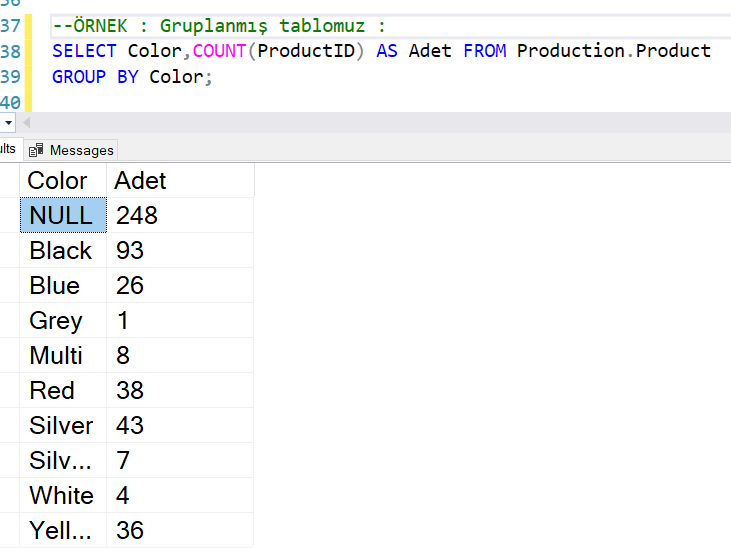 37 --ÖRNEK : Gruplanmış tablomuz :
38 SELECT Color,COUNT(ProductID) AS Adet FROM Production.Product
39 GROUP BY Color;
40
Messages
Color Adet
NULL 248
Black 93
Blue 26
Grey 1
Multi 8
Red 38
Silver 43
Silv... 7
White 4
Yell... 36